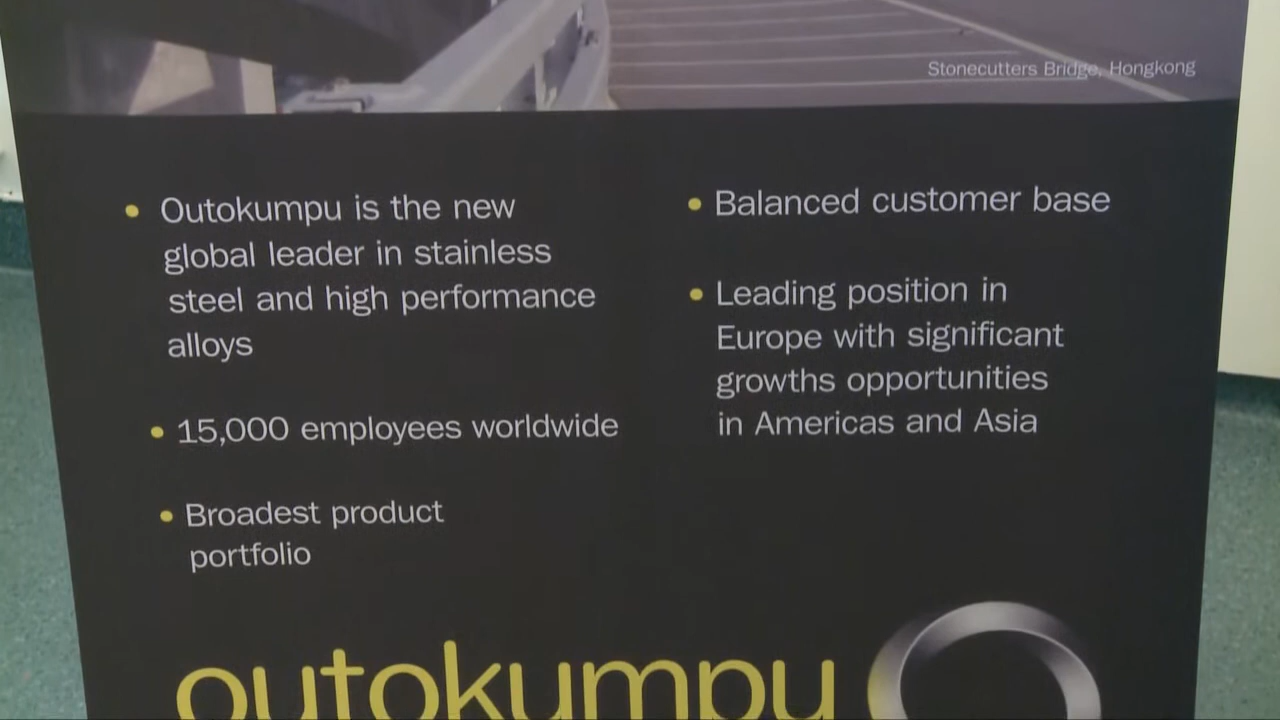 Stonecutters Bridge, Hongkong
• Outokumpu is the new
global leader in stainless
steel and high performance
alloys
• 15,000 employees worldwide
• Broadest product
portfolio
• Balanced customer base
• Leading position in
Europe with significant
growths opportunities
in Americas and Asia
outokumpu